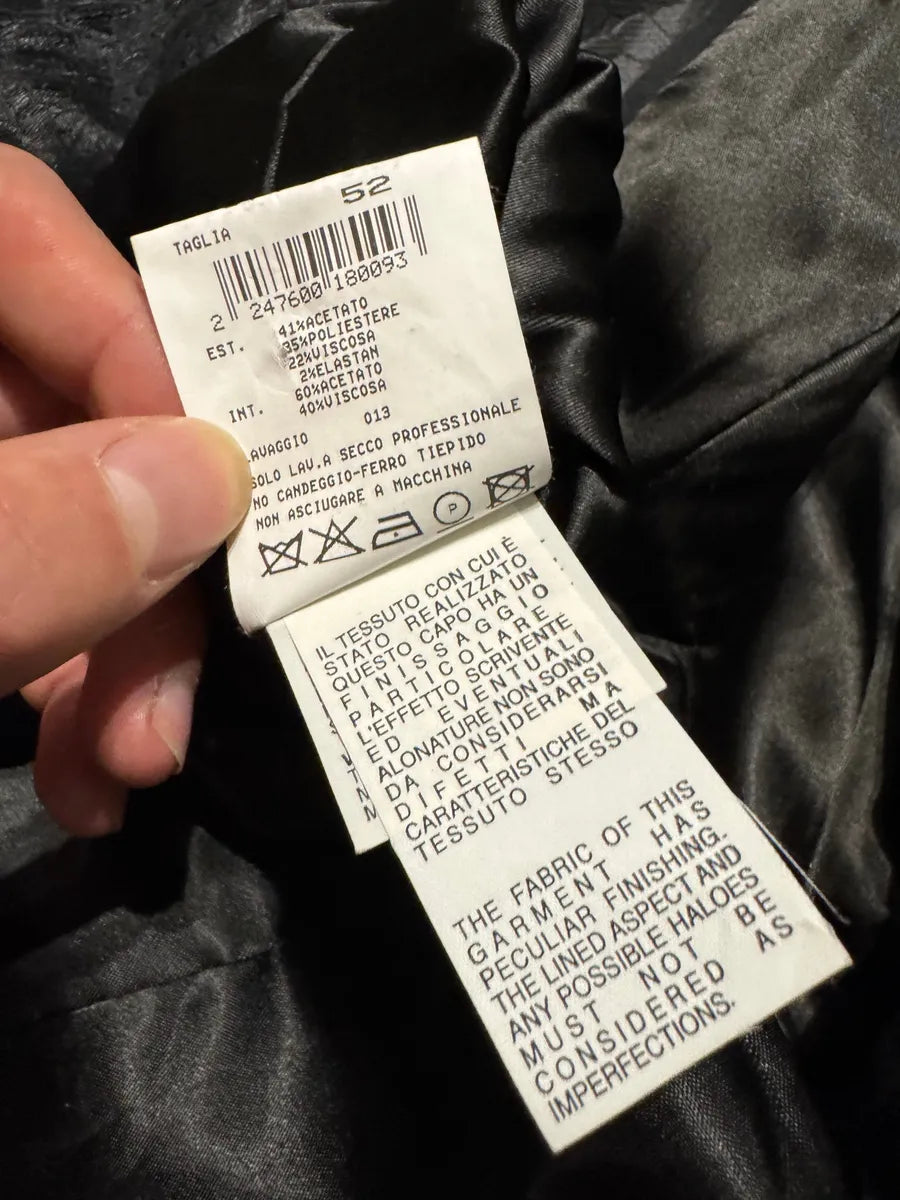 TAGLIA 52
2 247600 180093
EST. 41%ACETATO
35%POLIESTERE
22%VISCOSA
2%ELASTAN
INT. 60%ACETATO
40%VISCOSA
AVAGGIO 013
SOLO LAV.A SECCO PROFESSIONALE
NO CANDEGGIO-FERRO TIEPIDO
NON ASCIUGARE A MACCHINA
P
IL TESSUTO CON CUI È
STATO REALIZZATO
QUESTO CAPO HA UN
FINISSAGGIO
PARTICOLARE
L'EFFETTO SCRIVENTE
ED EVENTUALI
ALONATURE NON SONO
DA CONSIDERARSI
DIFETTI MA
CARATTERISTICHE DEL
TESSUTO STESSO
THE FABRIC OF THIS
GARMENT HAS
PECULIAR FINISHING.
THE LINED ASPECT AND
ANY POSSIBLE HALOES
MUST NOT BE
CONSIDERED AS
IMPERFECTIONS.